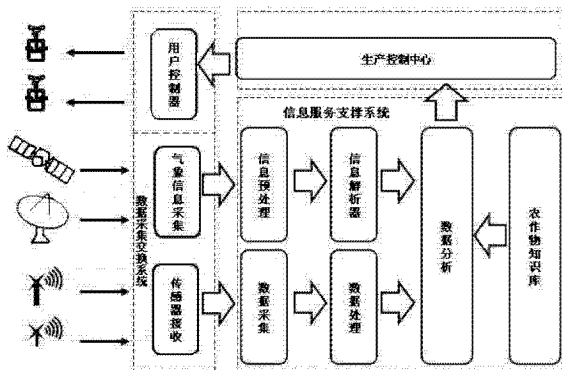 用户控制器
生产控制中心
信息服务支撑系统
数据采集交换系统
气象信息采集
信息预处理
信息解析器
数据分析
农作物知识库
传感器接收
数据采集
数据处理